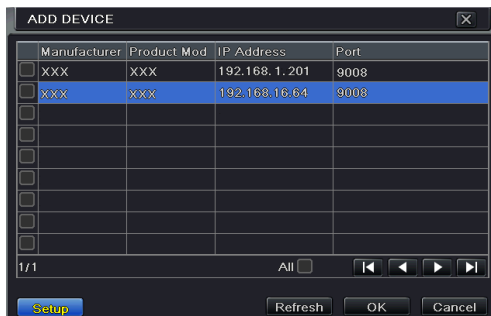 ADD DEVICE
Manufacturer Product Mod IP Address Port
XXX XXX 192.168.1.201 9008
XXX XXX 192.168.16.64 9008
1/1 All
Setup Refresh OK Cancel